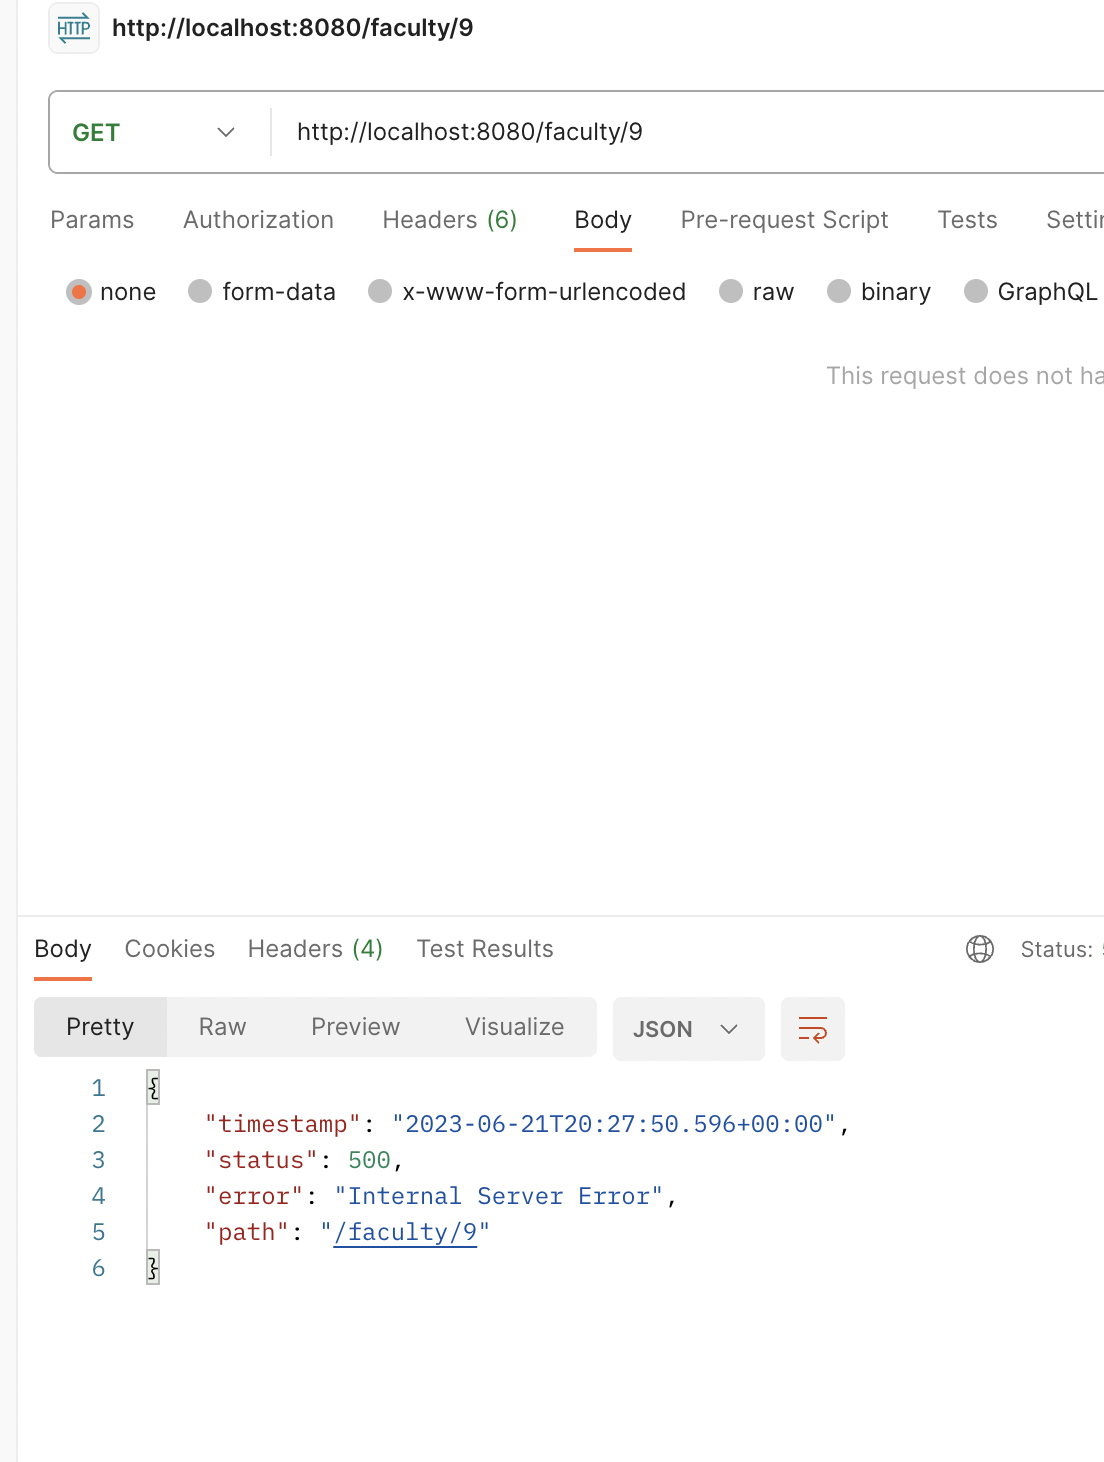 HTTP http://localhost:8080/faculty/9
GET http://localhost:8080/faculty/9
Params Authorization Headers (6) Body Pre-request Script Tests
none form-data x-www-form-urlencoded raw binary GraphQL
This request does not
Body Cookies Headers (4) Test Results Status:
Pretty Raw Preview Visualize JSON
1 {
2 "timestamp": "2023-06-21T20:27:50.596+00:00",
3 "status": 500,
4 "error": "Internal Server Error",
5 "path": "/faculty/9"
6 }